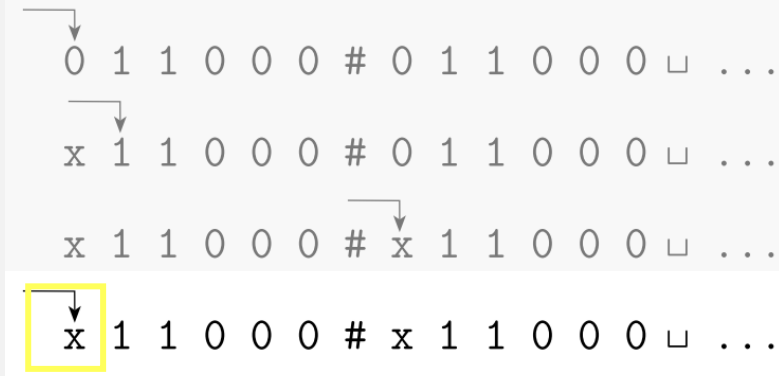 0 1 1 0 0 0 # 0 1 1 0 0 0 ⊔ ...
x 1 1 0 0 0 # 0 1 1 0 0 0 ⊔ ...
x 1 1 0 0 0 # x 1 1 0 0 0 ⊔ ...
x 1 1 0 0 0 # x 1 1 0 0 0 ⊔ ...